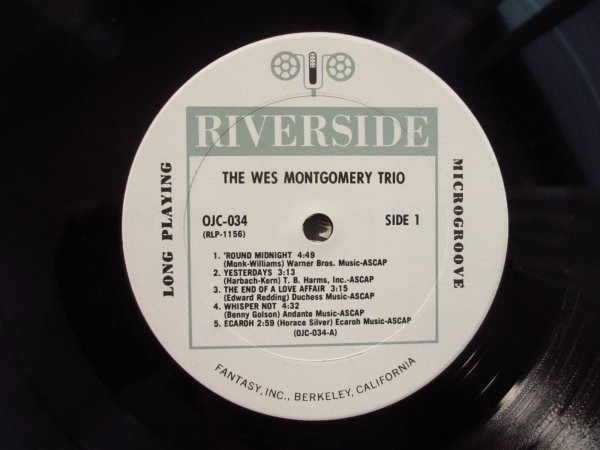 RIVERSIDE
THE WES MONTGOMERY TRIO
LONG PLAYING
MICROGROOVE
OJC-034
(RLP-1156)
SIDE 1
1. 'ROUND MIDNIGHT 4:49
(Monk-Williams) Warner Bros. Music-ASCAP
2. YESTERDAYS 3:13
(Harbach-Kern) T. B. Harms, Inc.-ASCAP
3. THE END OF A LOVE AFFAIR 3:15
(Edward Redding) Duchess Music-ASCAP
4. WHISPER NOT 4:32
(Benny Golson) Andante Music-ASCAP
5. ECAROH 2:59 (Horace Silver) Ecaroh Music-ASCAP
(OJC-034-A)
FANTASY, INC., BERKELEY, CALIFORNIA